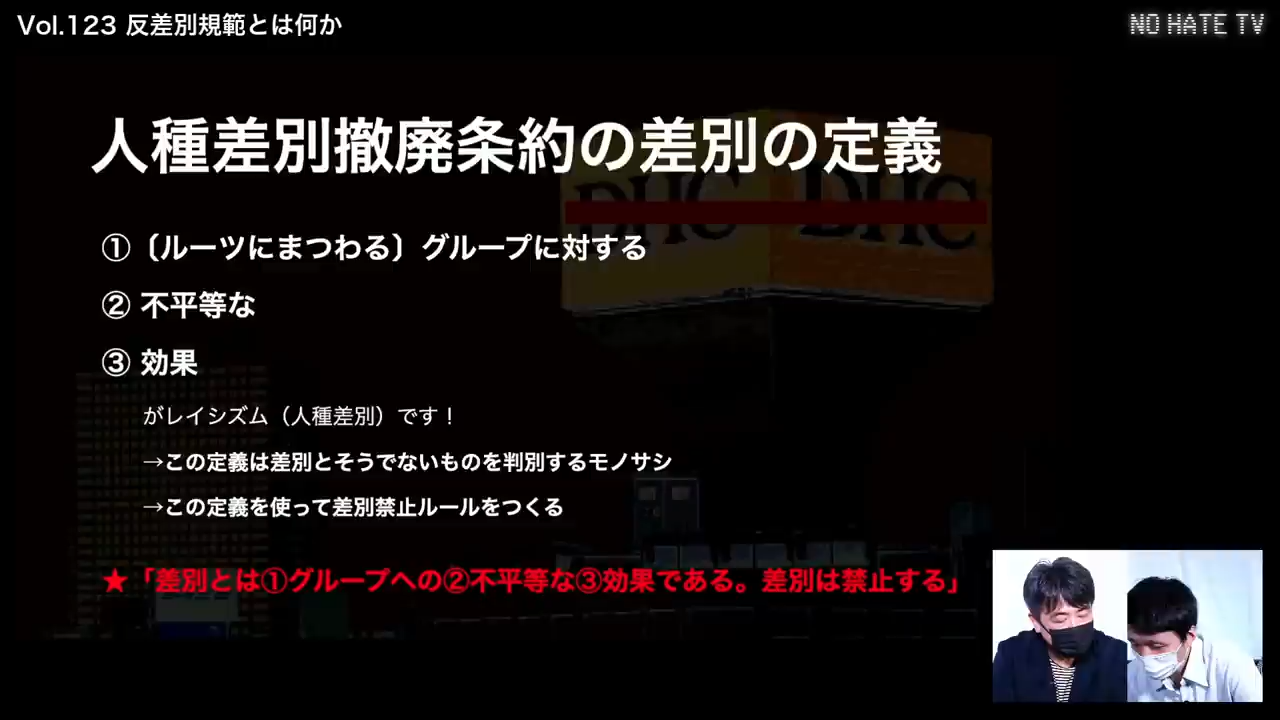 Vol.123 反差別規範とは何か
NO HATE TV
人種差別撤廃条約の差別の定義
DHC DHC
①〔ルーツにまつわる〕グループに対する
② 不平等な
③ 効果
がレイシズム（人種差別）です！
→この定義は差別とそうでないものを判別するモノサシ
→この定義を使って差別禁止ルールをつくる
★「差別とは①グループへの②不平等な③効果である。差別は禁止する」